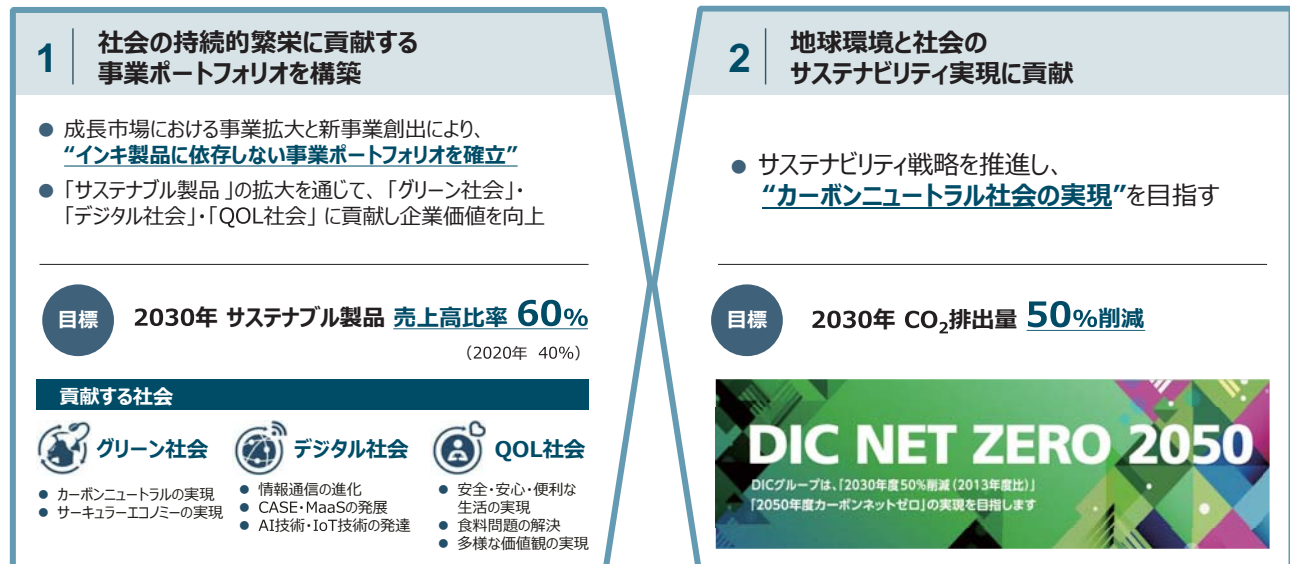 1
社会の持続的繁栄に貢献する
事業ポートフォリオを構築
● 成長市場における事業拡大と新事業創出により、
“インキ製品に依存しない事業ポートフォリオを確立”
● 「サステナブル製品 」の拡大を通じて、「グリーン社会」・
「デジタル社会」・「QOL社会」 に貢献し企業価値を向上
目標
2030年 サステナブル製品 売上高比率 60%
（2020年 40%）
貢献する社会
グリーン社会
● カーボンニュートラルの実現
● サーキュラーエコノミーの実現
デジタル社会
● 情報通信の進化
● CASE・MaaSの発展
● AI技術・IoT技術の発達
QOL社会
● 安全・安心・便利な
生活の実現
● 食料問題の解決
● 多様な価値観の実現
2
地球環境と社会の
サステナビリティ実現に貢献
● サステナビリティ戦略を推進し、
“カーボンニュートラル社会の実現”を目指す
目標
2030年 CO₂排出量 50%削減
DIC NET ZERO 2050
DICグループは、「2030年度50%削減（2013年度比）」
「2050年度カーボンネットゼロ」の実現を目指します